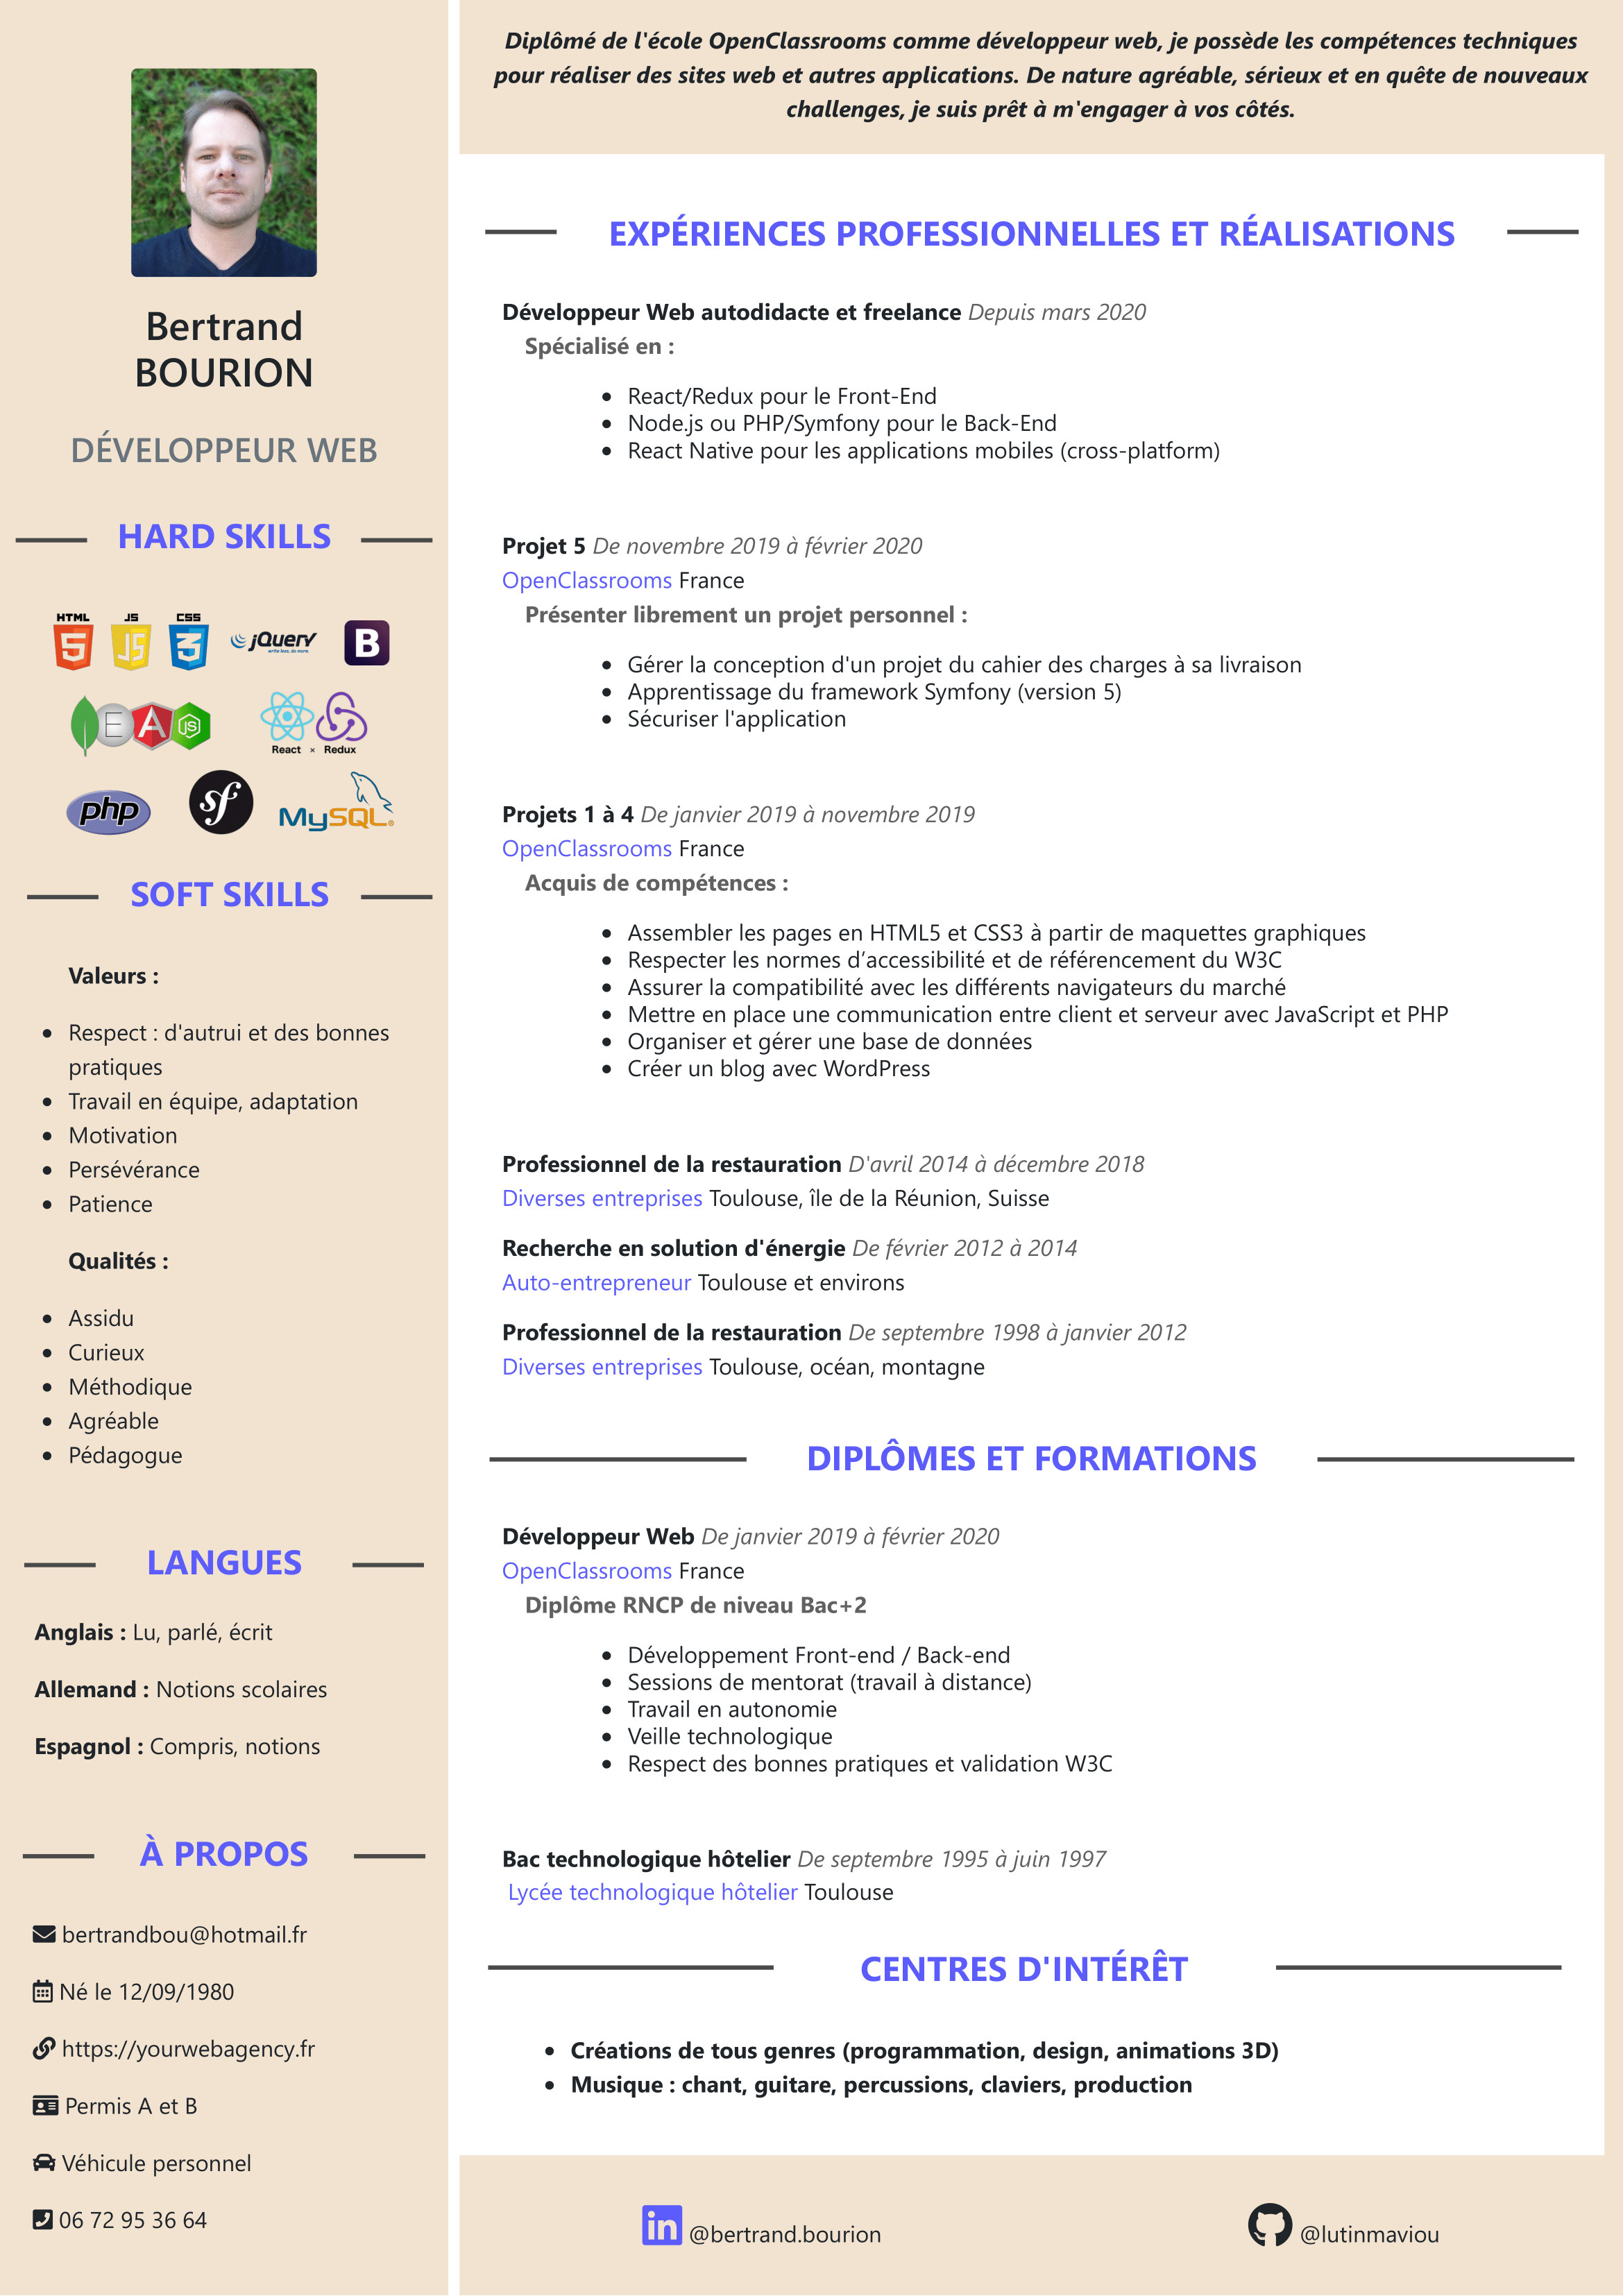 Bertrand
BOURION
DÉVELOPPEUR WEB
HARD SKILLS
HTML JS CSS
5 JS 3 jQuery B
write less, do more.
E A JS
React × Redux
php sf MySQL®
SOFT SKILLS
Valeurs :
Respect : d'autrui et des bonnes
pratiques
Travail en équipe, adaptation
Motivation
Persévérance
Patience
Qualités :
Assidu
Curieux
Méthodique
Agréable
Pédagogue
LANGUES
Anglais : Lu, parlé, écrit
Allemand : Notions scolaires
Espagnol : Compris, notions
À PROPOS
bertrandbou@hotmail.fr
Né le 12/09/1980
https://yourwebagency.fr
Permis A et B
Véhicule personnel
06 72 95 36 64
Diplômé de l'école OpenClassrooms comme développeur web, je possède les compétences techniques
pour réaliser des sites web et autres applications. De nature agréable, sérieux et en quête de nouveaux
challenges, je suis prêt à m'engager à vos côtés.
EXPÉRIENCES PROFESSIONNELLES ET RÉALISATIONS
Développeur Web autodidacte et freelance Depuis mars 2020
Spécialisé en :
React/Redux pour le Front-End
Node.js ou PHP/Symfony pour le Back-End
React Native pour les applications mobiles (cross-platform)
Projet 5 De novembre 2019 à février 2020
OpenClassrooms France
Présenter librement un projet personnel :
Gérer la conception d'un projet du cahier des charges à sa livraison
Apprentissage du framework Symfony (version 5)
Sécuriser l'application
Projets 1 à 4 De janvier 2019 à novembre 2019
OpenClassrooms France
Acquis de compétences :
Assembler les pages en HTML5 et CSS3 à partir de maquettes graphiques
Respecter les normes d’accessibilité et de référencement du W3C
Assurer la compatibilité avec les différents navigateurs du marché
Mettre en place une communication entre client et serveur avec JavaScript et PHP
Organiser et gérer une base de données
Créer un blog avec WordPress
Professionnel de la restauration D'avril 2014 à décembre 2018
Diverses entreprises Toulouse, île de la Réunion, Suisse
Recherche en solution d'énergie De février 2012 à 2014
Auto-entrepreneur Toulouse et environs
Professionnel de la restauration De septembre 1998 à janvier 2012
Diverses entreprises Toulouse, océan, montagne
DIPLÔMES ET FORMATIONS
Développeur Web De janvier 2019 à février 2020
OpenClassrooms France
Diplôme RNCP de niveau Bac+2
Développement Front-end / Back-end
Sessions de mentorat (travail à distance)
Travail en autonomie
Veille technologique
Respect des bonnes pratiques et validation W3C
Bac technologique hôtelier De septembre 1995 à juin 1997
Lycée technologique hôtelier Toulouse
CENTRES D'INTÉRÊT
Créations de tous genres (programmation, design, animations 3D)
Musique : chant, guitare, percussions, claviers, production
in @bertrand.bourion
@lutinmaviou